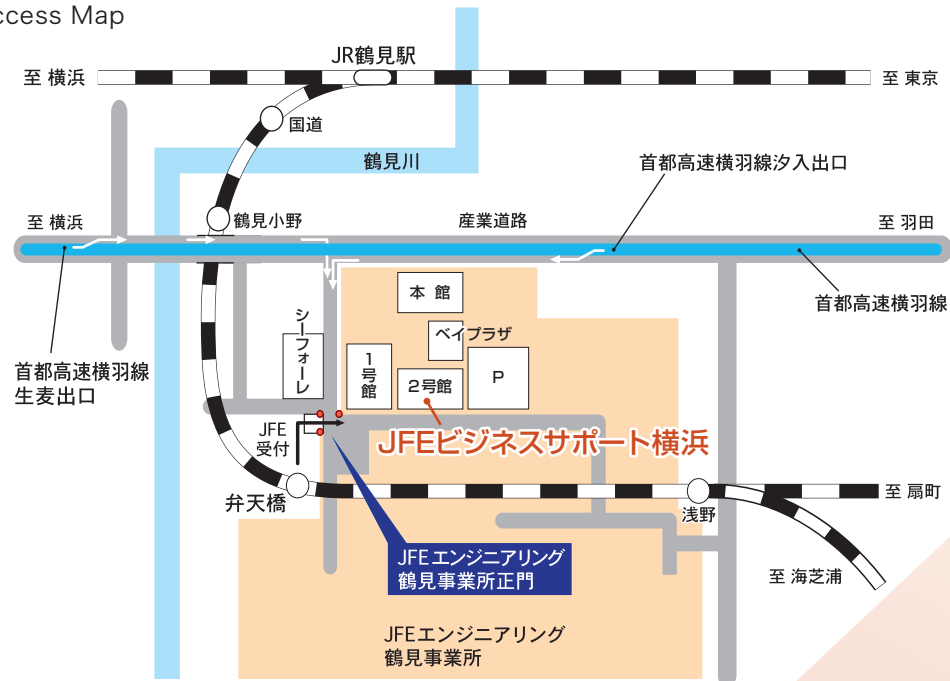 ccess Map
JR鶴見駅
至 横浜
至 東京
国道
鶴見川
首都高速横羽線汐入出口
至 横浜
鶴見小野
産業道路
至 羽田
首都高速横羽線
本 館
シーフォーレ
ベイプラザ
1号館
2号館
P
首都高速横羽線
生麦出口
JFE
受付
JFEビジネスサポート横浜
弁天橋
至 扇町
浅野
JFEエンジニアリング
鶴見事業所正門
至 海芝浦
JFEエンジニアリング
鶴見事業所